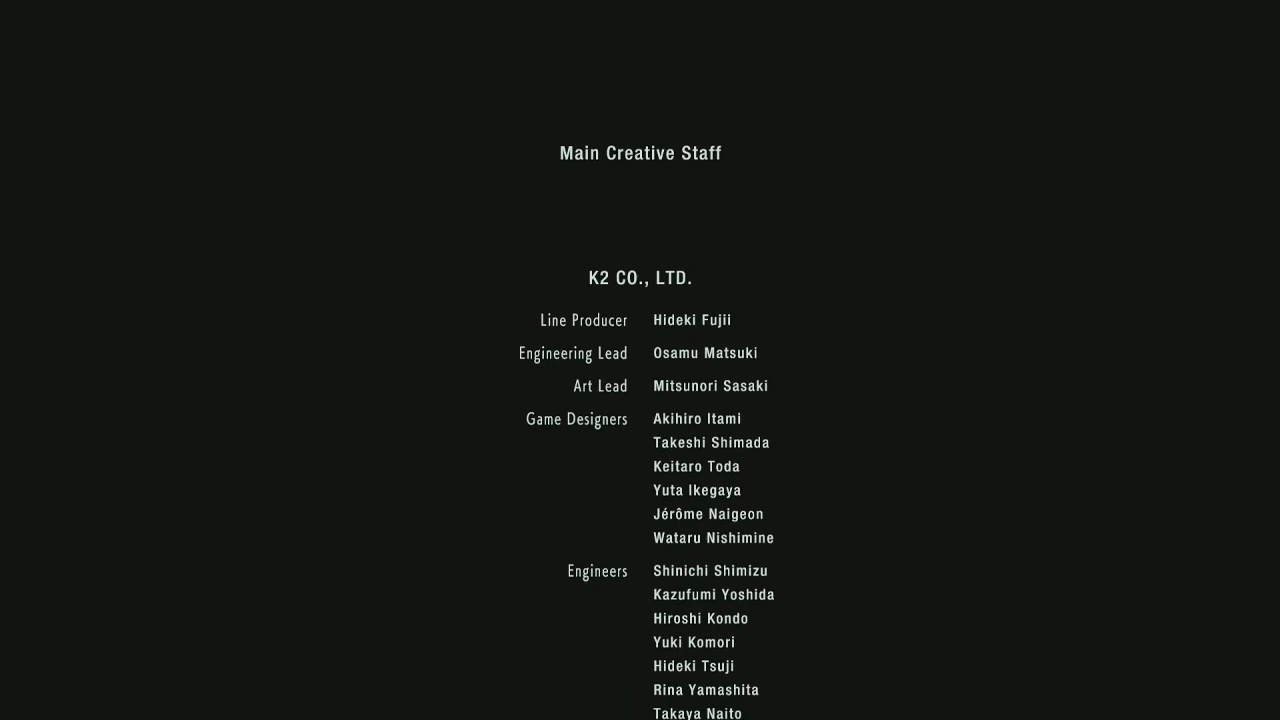 Main Creative Staff
K2 CO., LTD.
Line Producer Hideki Fujii
Engineering Lead Osamu Matsuki
Art Lead Mitsunori Sasaki
Game Designers Akihiro Itami
Takeshi Shimada
Keitaro Toda
Yuta Ikegaya
Jérôme Naigeon
Wataru Nishimine
Engineers Shinichi Shimizu
Kazufumi Yoshida
Hiroshi Kondo
Yuki Komori
Hideki Tsuji
Rina Yamashita
Takaya Naito